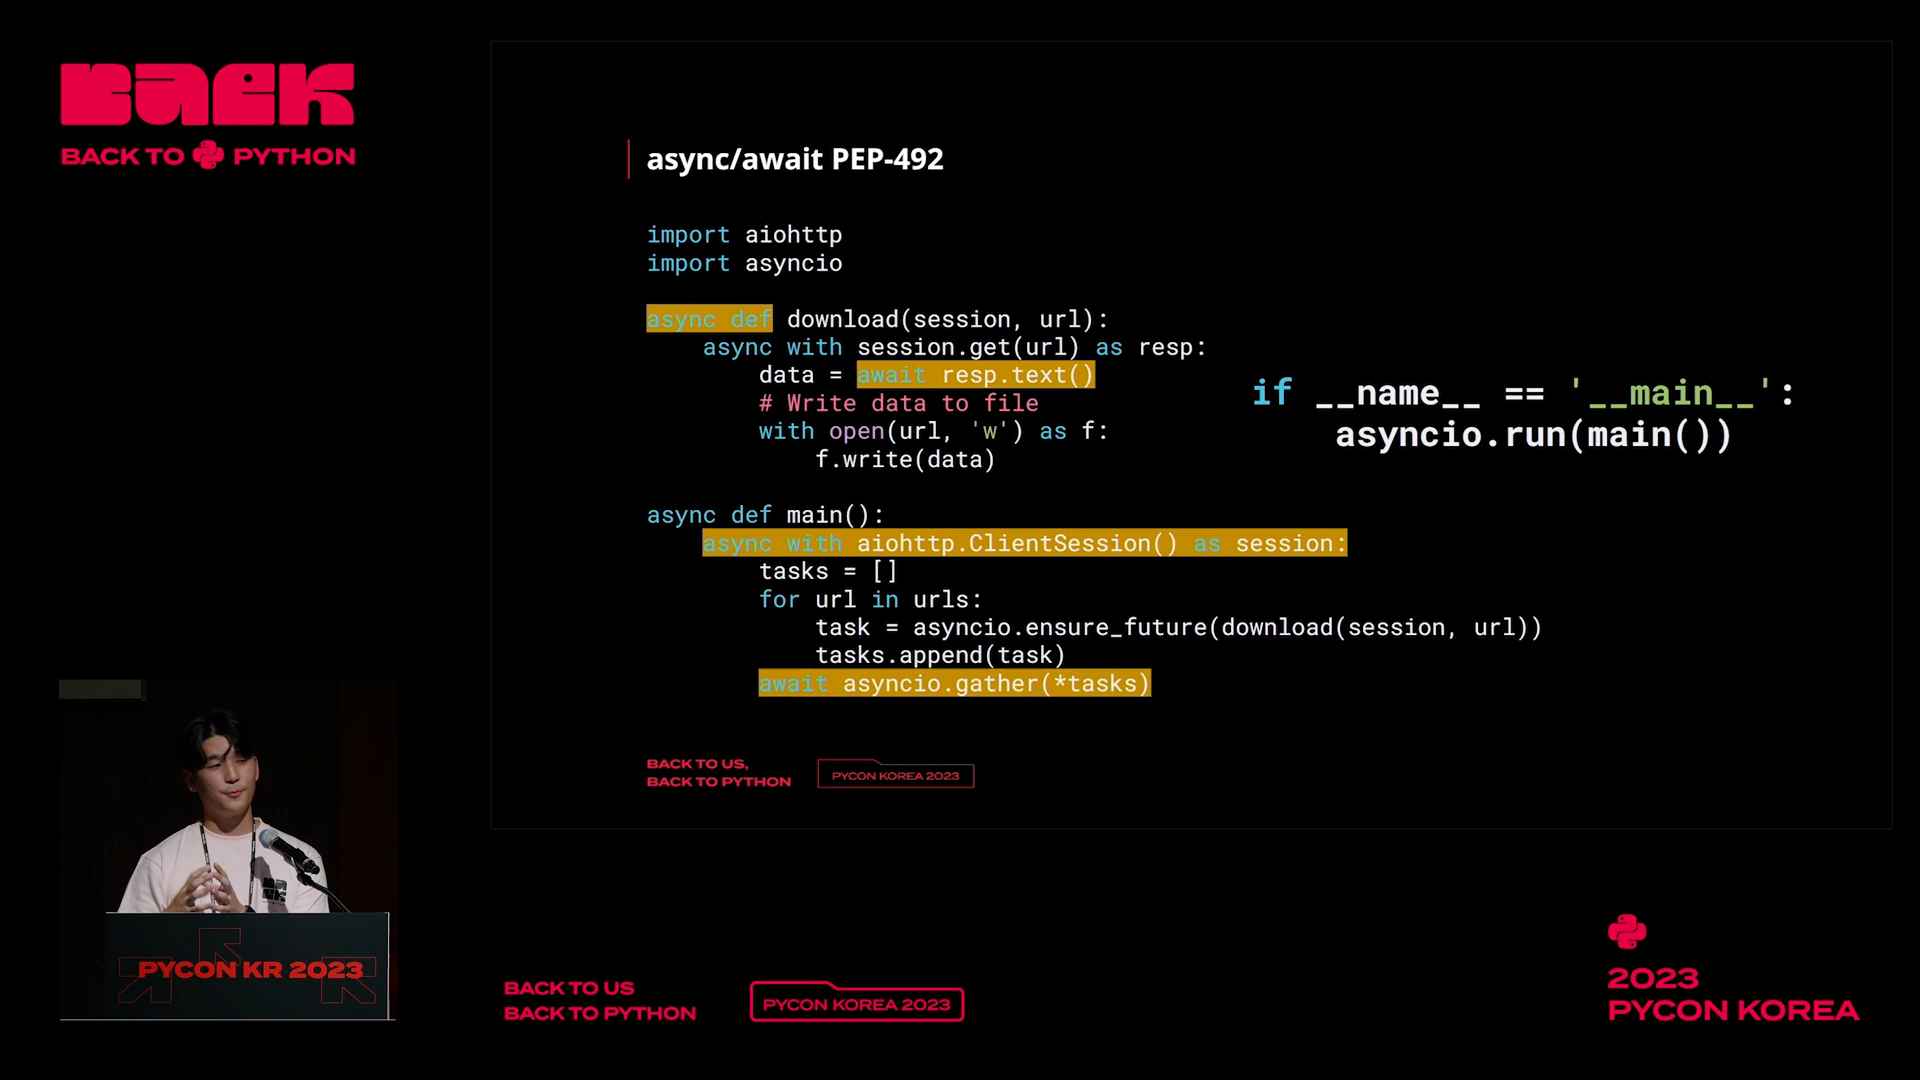 BACK
BACK TO PYTHON
async/await PEP-492
import aiohttp
import asyncio
async def download(session, url):
    async with session.get(url) as resp:
        data = await resp.text()
        # Write data to file
        with open(url, 'w') as f:
            f.write(data)
async def main():
    async with aiohttp.ClientSession() as session:
        tasks = []
        for url in urls:
            task = asyncio.ensure_future(download(session, url))
            tasks.append(task)
        await asyncio.gather(*tasks)
if __name__ == '__main__':
    asyncio.run(main())
BACK TO US,
BACK TO PYTHON
PYCON KOREA 2023
PYCON KR 2023
BACK TO US
BACK TO PYTHON
PYCON KOREA 2023
2023
PYCON KOREA